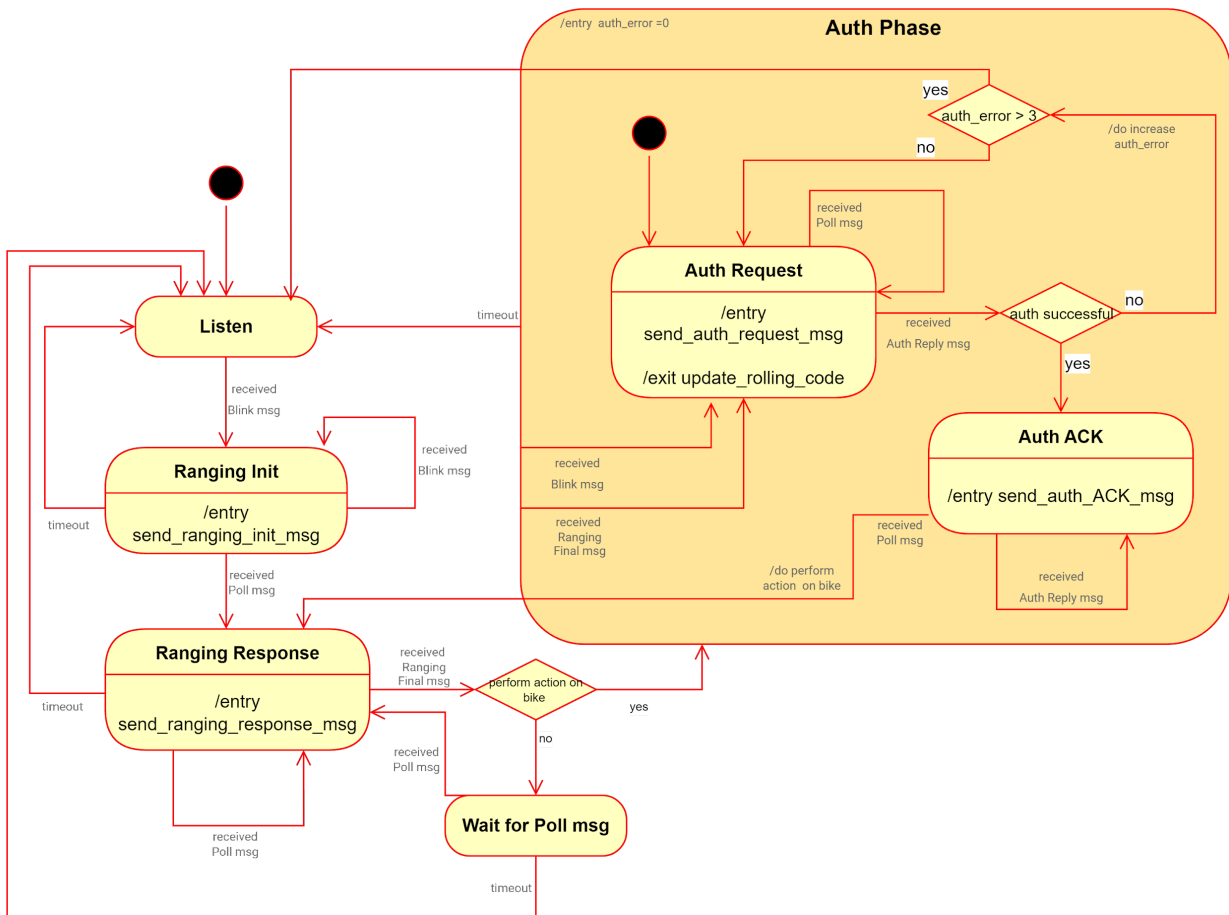 /entry auth_error =0
Auth Phase
yes
auth_error > 3
/do increase
auth_error
no
received
Poll msg
Auth Request
/entry
send_auth_request_msg
/exit update_rolling_code
received
Auth Reply msg
auth successful
no
yes
Listen
timeout
received
Blink msg
received
Blink msg
Auth ACK
/entry send_auth_ACK_msg
Ranging Init
/entry
send_ranging_init_msg
received
Blink msg
timeout
received
Ranging
Final msg
received
Poll msg
received
Poll msg
/do perform
action on bike
received
Auth Reply msg
Ranging Response
/entry
send_ranging_response_msg
timeout
received
Ranging
Final msg
perform action on
bike
yes
no
received
Poll msg
received
Poll msg
Wait for Poll msg
timeout